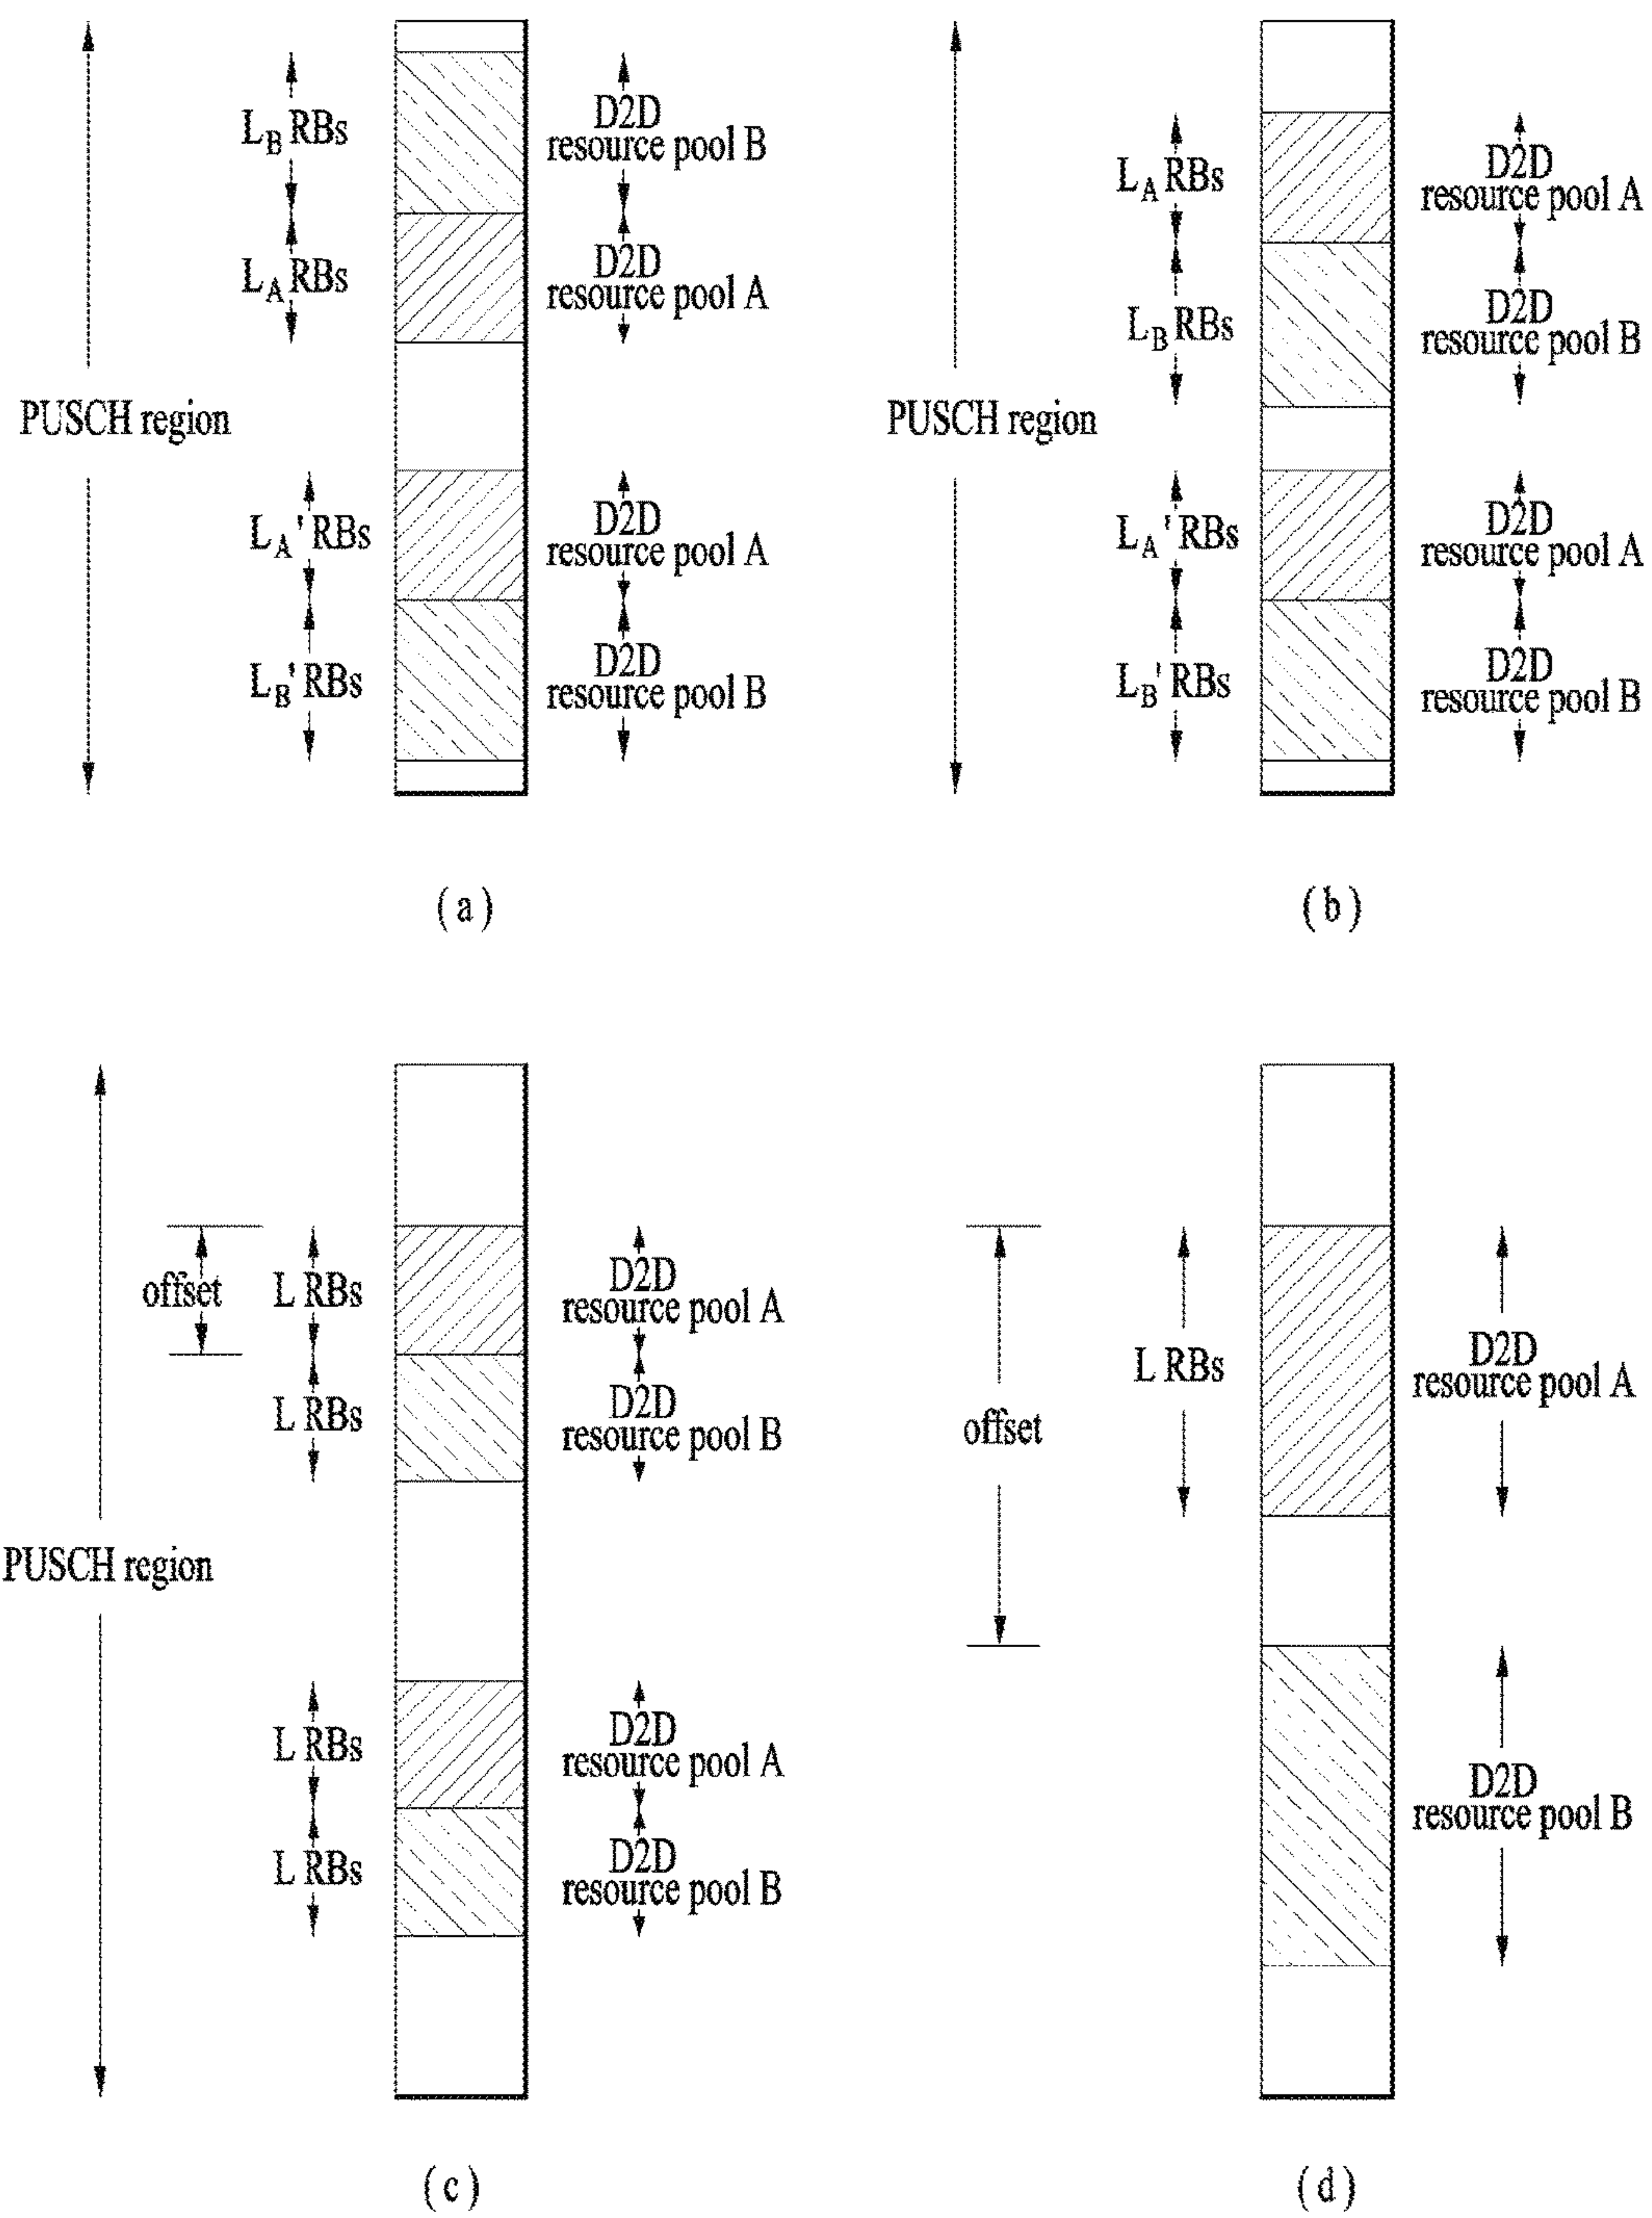 L_B RBs
D2D
resource pool B
L_A RBs
D2D
resource pool A
PUSCH region
L_A' RBs
D2D
resource pool A
L_B' RBs
D2D
resource pool B
(a)
L_A RBs
D2D
resource pool A
L_B RBs
D2D
resource pool B
PUSCH region
L_A' RBs
D2D
resource pool A
L_B' RBs
D2D
resource pool B
(b)
offset
L RBs
D2D
resource pool A
L RBs
D2D
resource pool B
PUSCH region
L RBs
D2D
resource pool A
L RBs
D2D
resource pool B
(c)
L RBs
D2D
resource pool A
offset
D2D
resource pool B
(d)